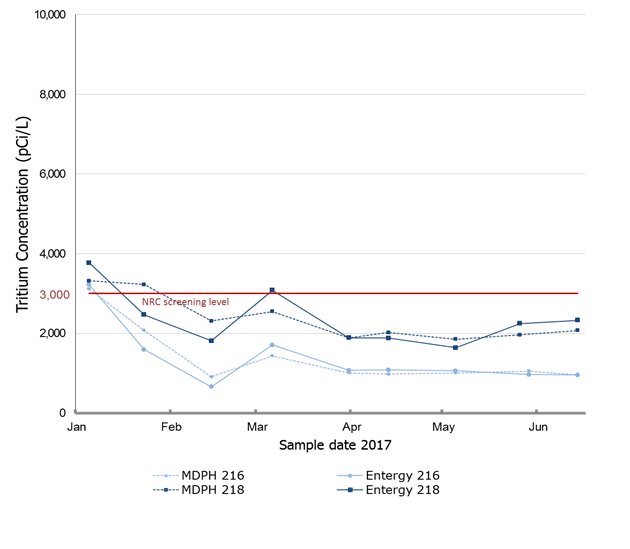 10,000
8,000
6,000
4,000
3,000
2,000
0
Tritium Concentration (pCi/L)
NRC screening level
Jan Feb Mar Apr May Jun
Sample date 2017
MDPH 216 Entergy 216
MDPH 218 Entergy 218